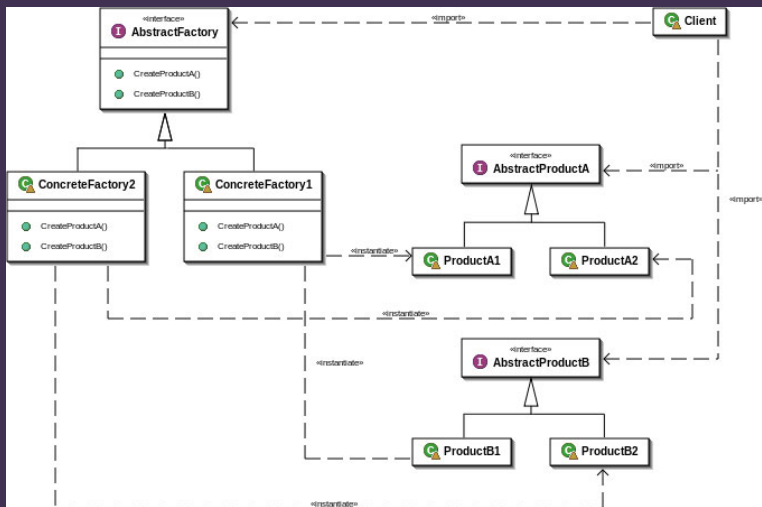 «interface»
I AbstractFactory
CreateProductA()
CreateProductB()
«import»
C Client
C ConcreteFactory2
CreateProductA()
CreateProductB()
C ConcreteFactory1
CreateProductA()
CreateProductB()
«interface»
I AbstractProductA
«import»
«import»
«instantiate»
C ProductA1
C ProductA2
«instantiate»
«interface»
I AbstractProductB
«instantiate»
C ProductB1
C ProductB2
«instantiate»